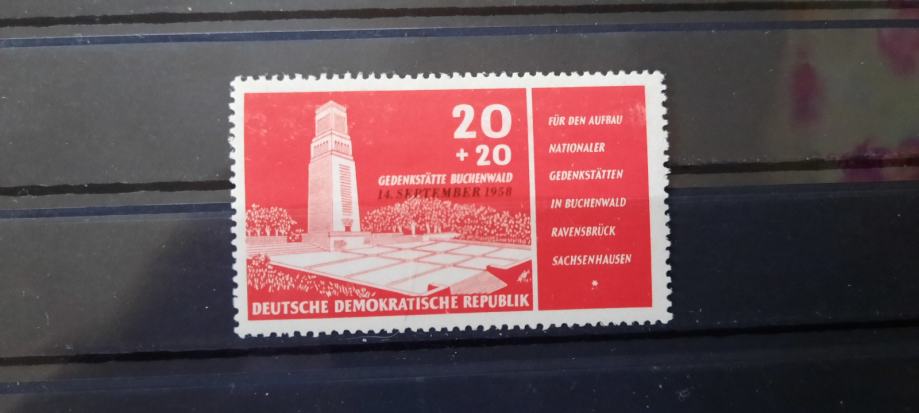 20
+ 20
GEDENKSTÄTTE BUCHENWALD
14. SEPTEMBER 1958
DEUTSCHE DEMOKRATISCHE REPUBLIK
FÜR DEN AUFBAU
NATIONALER
GEDENKSTÄTTEN
IN BUCHENWALD
RAVENSBRÜCK
SACHSENHAUSEN
*